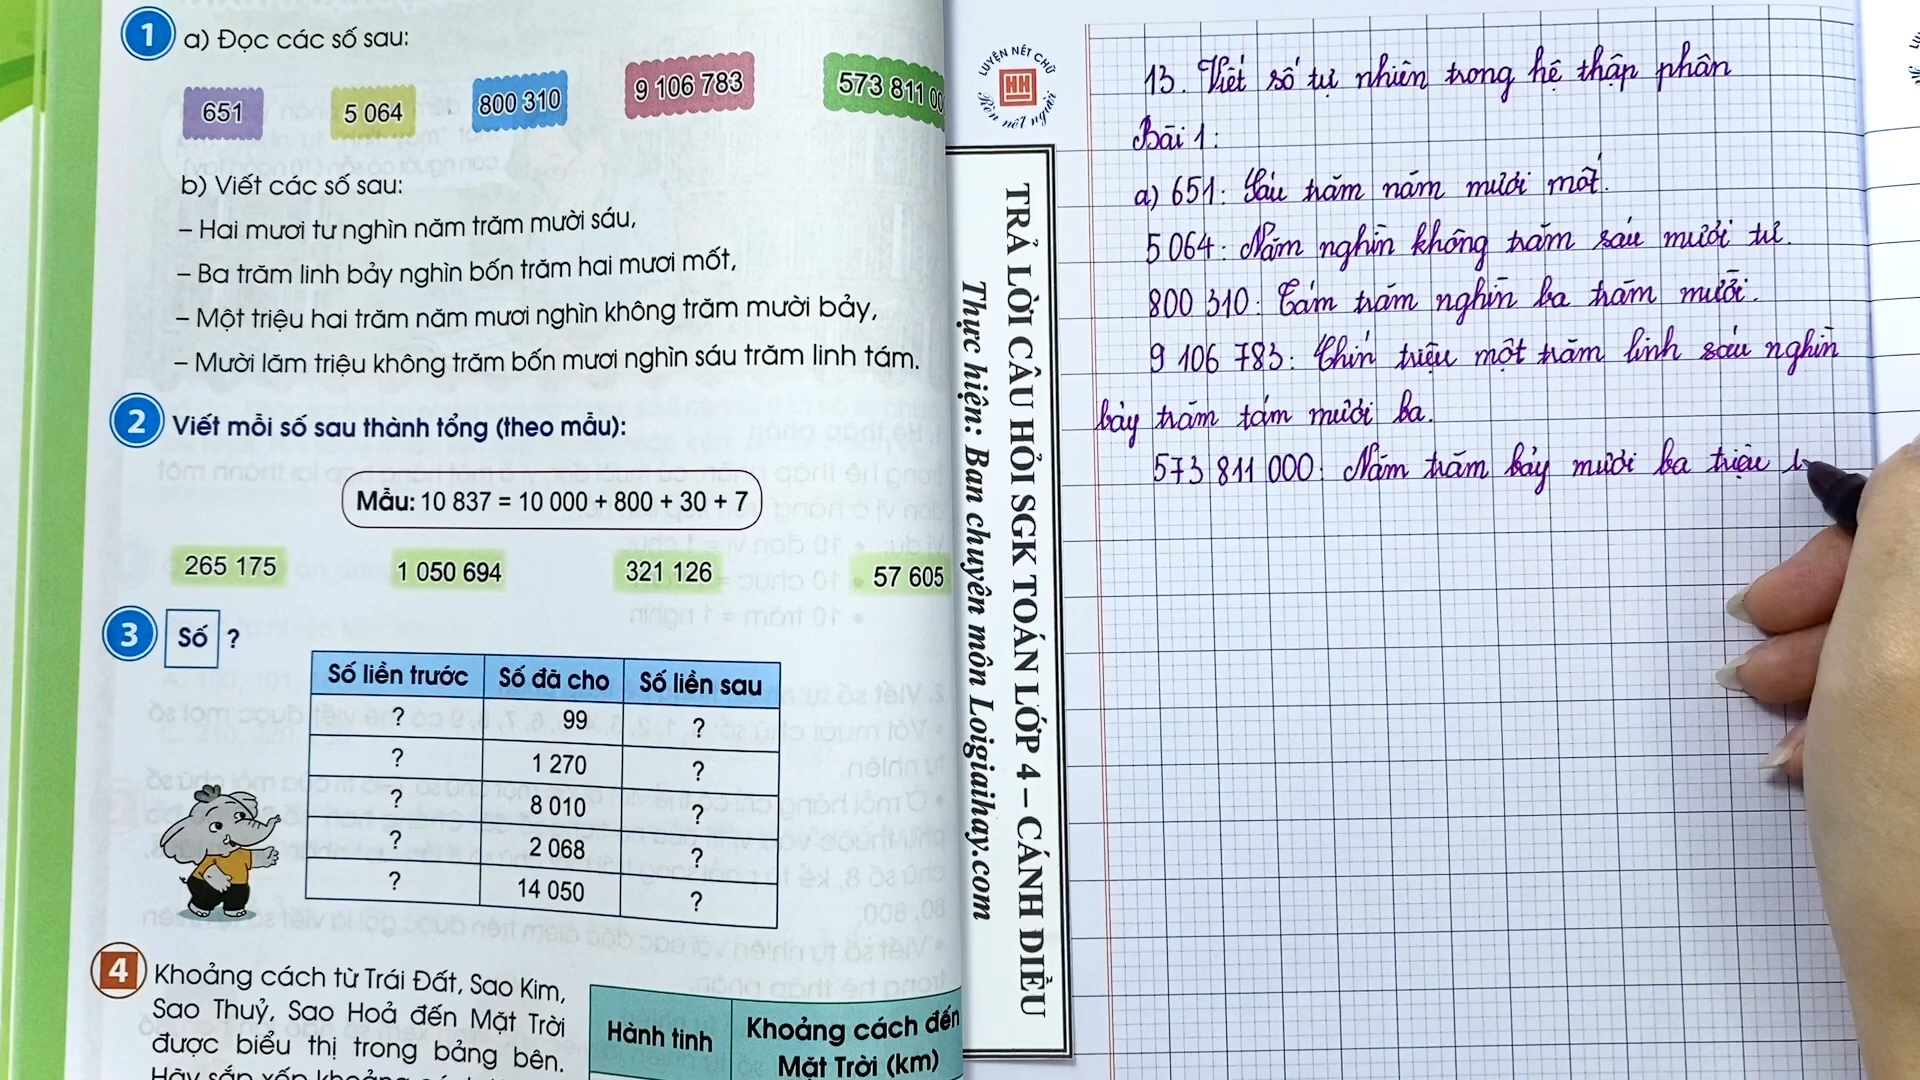 1 a) Đọc các số sau:
651 5 064 800 310 9 106 783 573 811 00
b) Viết các số sau:
– Hai mươi tư nghìn năm trăm mười sáu,
– Ba trăm linh bảy nghìn bốn trăm hai mươi mốt,
– Một triệu hai trăm năm mươi nghìn không trăm mười bảy,
– Mười lăm triệu không trăm bốn mươi nghìn sáu trăm linh tám.
2 Viết mỗi số sau thành tổng (theo mẫu):
Mẫu: 10 837 = 10 000 + 800 + 30 + 7
265 175 1 050 694 321 126 57 605
3 Số ?
Số liền trước Số đã cho Số liền sau
? 99 ?
? 1 270 ?
? 8 010 ?
? 2 068 ?
? 14 050 ?
4 Khoảng cách từ Trái Đất, Sao Kim,
Sao Thuỷ, Sao Hoả đến Mặt Trời
được biểu thị trong bảng bên.
Hãy sắp xếp khoảng
Hành tinh
Khoảng cách đến
Mặt Trời (km)
LUYỆN NÉT CHỮ
HH
Rèn nết người
TRẢ LỜI CÂU HỎI SGK TOÁN LỚP 4 – CÁNH DIỀU
Thực hiện: Ban chuyên môn Loigiaihay.com
13. Viết số tự nhiên trong hệ thập phân
Bài 1:
a) 651: Sáu trăm năm mươi mốt.
5 064: Năm nghìn không trăm sáu mươi tư.
800 310: Tám trăm nghìn ba trăm mười.
9 106 783: Chín triệu một trăm linh sáu nghìn
bảy trăm tám mươi ba.
573 811 000: Năm trăm bảy mươi ba triệu